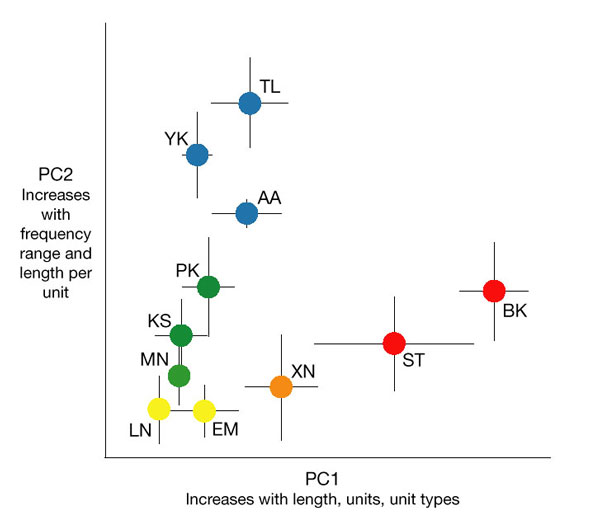 TL
YK
AA
PC2
Increases
with
frequency
range and
length per
unit
PK
BK
KS
ST
MN
XN
LN
EM
PC1
Increases with length, units, unit types